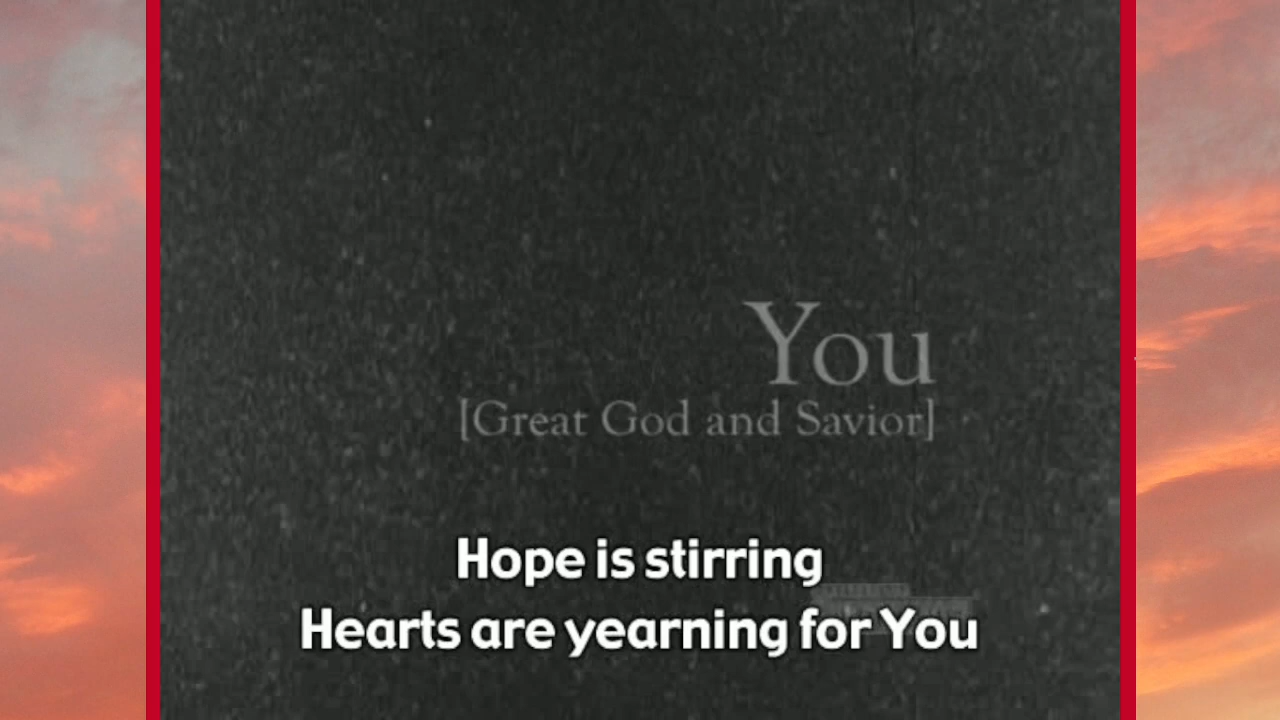 You
[Great God and Savior]
Hope is stirring
Hearts are yearning for You